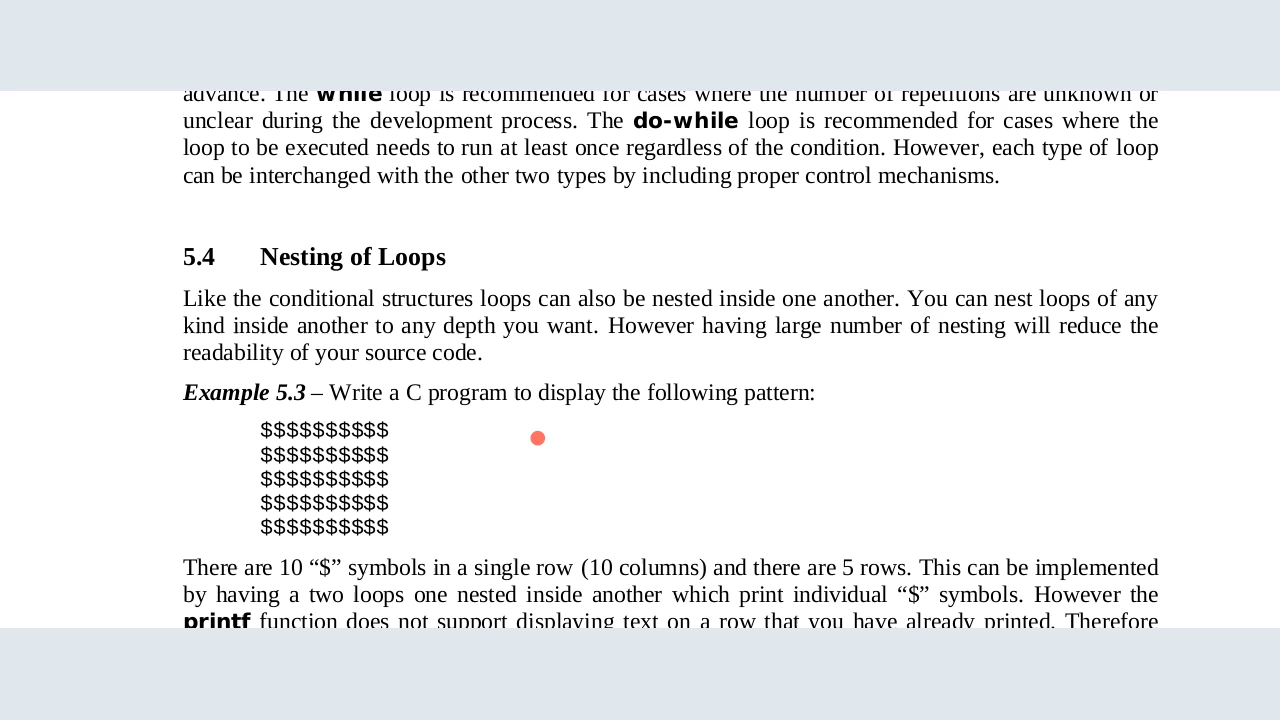 advance. The while loop is recommended for cases where the number of repetitions are unknown or
unclear during the development process. The do-while loop is recommended for cases where the
loop to be executed needs to run at least once regardless of the condition. However, each type of loop
can be interchanged with the other two types by including proper control mechanisms.
5.4 Nesting of Loops
Like the conditional structures loops can also be nested inside one another. You can nest loops of any
kind inside another to any depth you want. However having large number of nesting will reduce the
readability of your source code.
Example 5.3 – Write a C program to display the following pattern:
$$$$$$$$$$
$$$$$$$$$$
$$$$$$$$$$
$$$$$$$$$$
$$$$$$$$$$
There are 10 “$” symbols in a single row (10 columns) and there are 5 rows. This can be implemented
by having a two loops one nested inside another which print individual “$” symbols. However the
printf function does not support displaying text on a row that you have already printed. Therefore